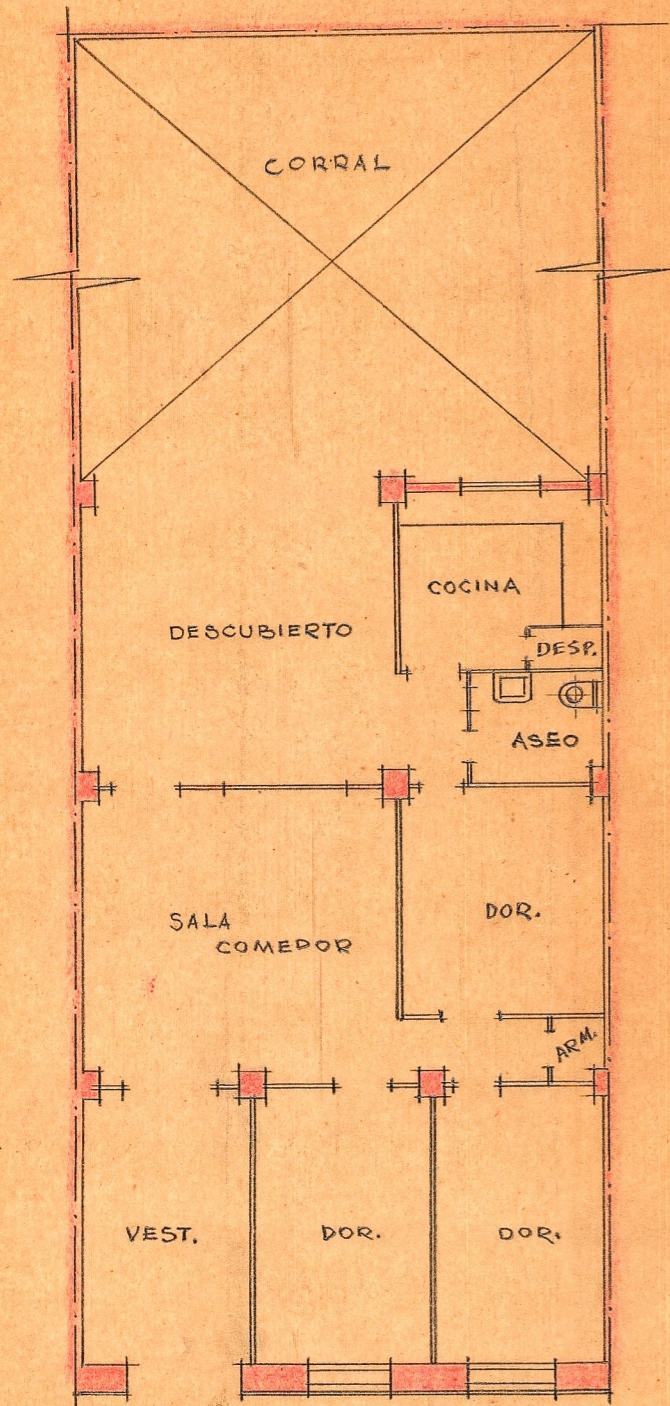 CORRAL
COCINA
DESCUBIERTO
DESP.
ASEO
SALA
COMEDOR
DOR.
ARM.
VEST.
DOR.
DOR.